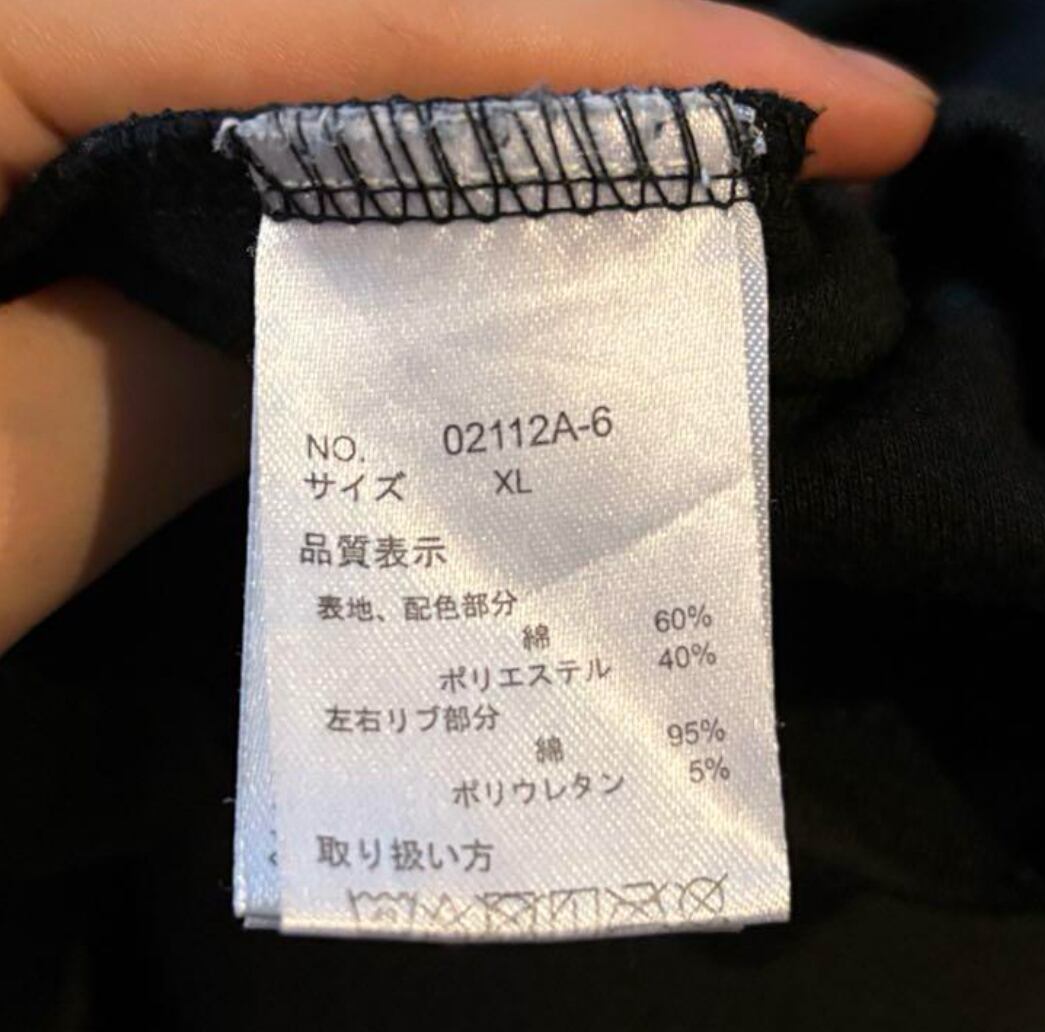 NO. 02112A-6
サイズ XL
品質表示
表地、配色部分
綿 60%
ポリエステル 40%
左右リブ部分
綿 95%
ポリウレタン 5%
取り扱い方